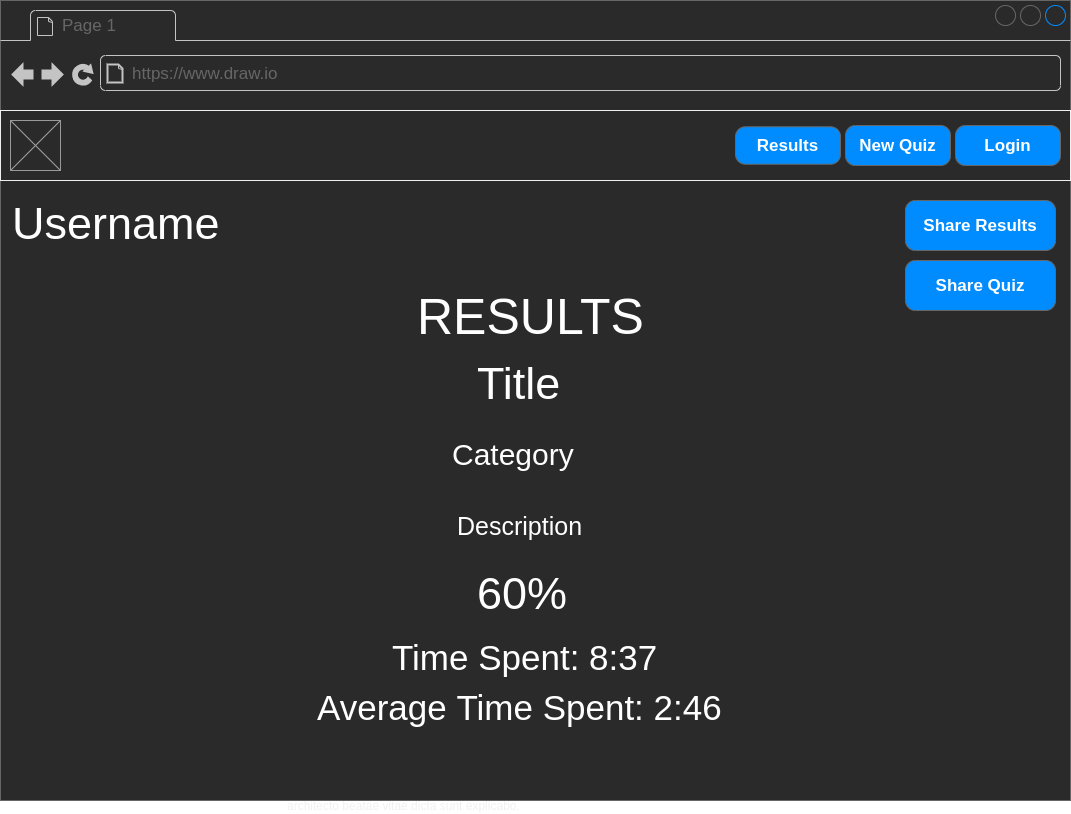 Page 1
https://www.draw.io
Results
New Quiz
Login
Username
Share Results
Share Quiz
RESULTS
Title
Category
Description
60%
Time Spent: 8:37
Average Time Spent: 2:46
architecto beatae vitae dicta sunt explicabo.